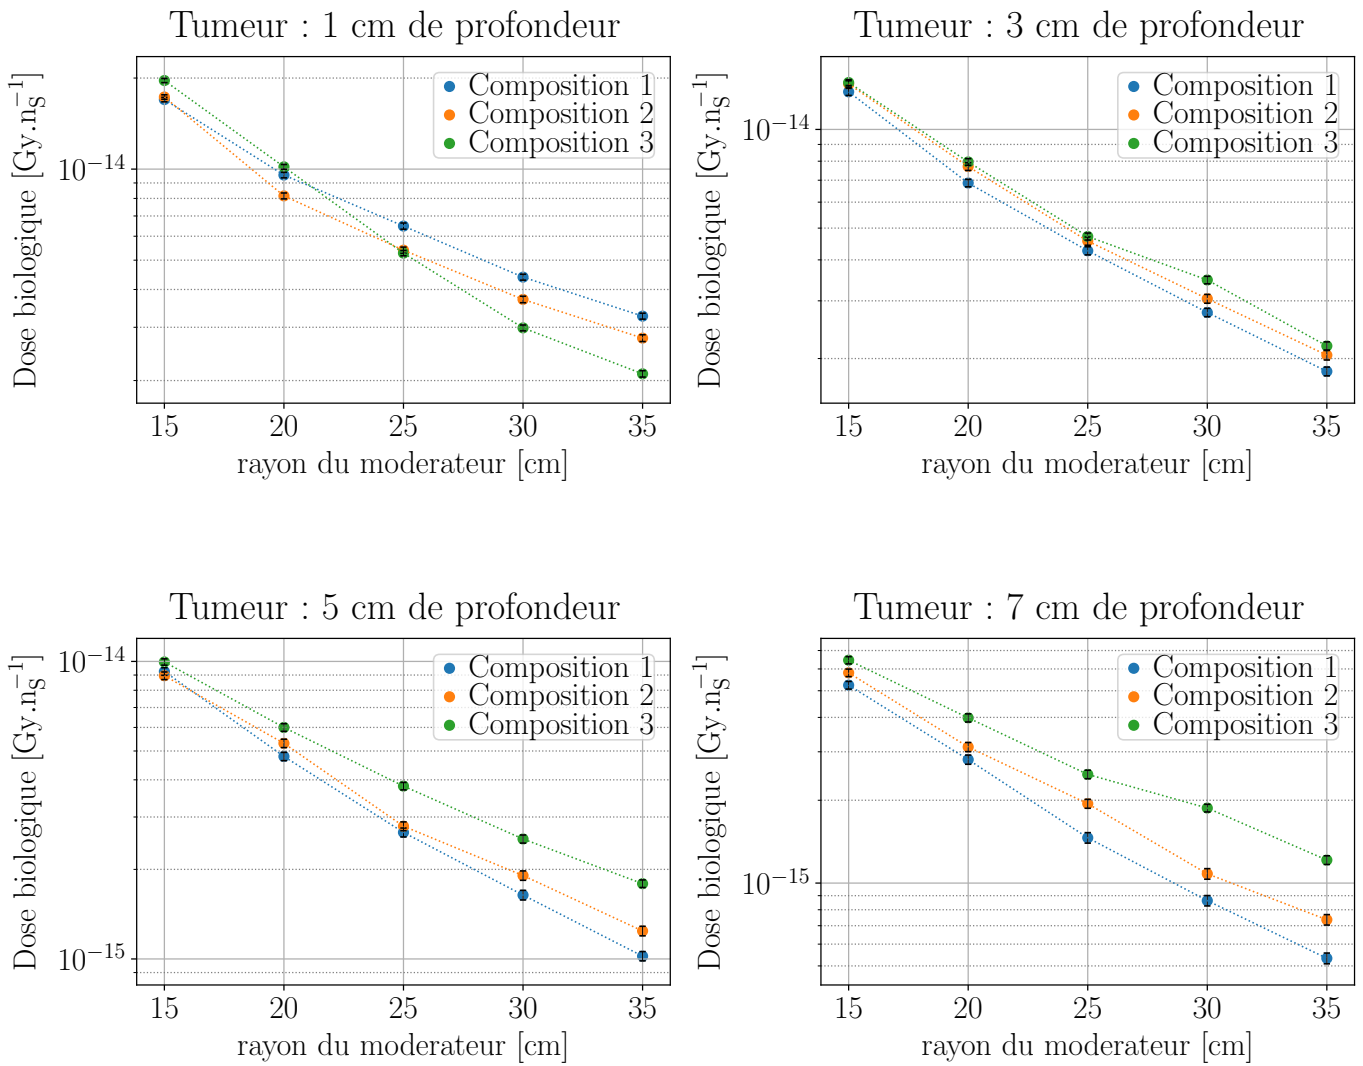 Tumeur : 1 cm de profondeur
Dose biologique [Gy.n_S^{-1}]
10^{-14}
Composition 1
Composition 2
Composition 3
15 20 25 30 35
rayon du moderateur [cm]
Tumeur : 3 cm de profondeur
Dose biologique [Gy.n_S^{-1}]
10^{-14}
Composition 1
Composition 2
Composition 3
15 20 25 30 35
rayon du moderateur [cm]
Tumeur : 5 cm de profondeur
Dose biologique [Gy.n_S^{-1}]
10^{-14}
10^{-15}
Composition 1
Composition 2
Composition 3
15 20 25 30 35
rayon du moderateur [cm]
Tumeur : 7 cm de profondeur
Dose biologique [Gy.n_S^{-1}]
10^{-15}
Composition 1
Composition 2
Composition 3
15 20 25 30 35
rayon du moderateur [cm]